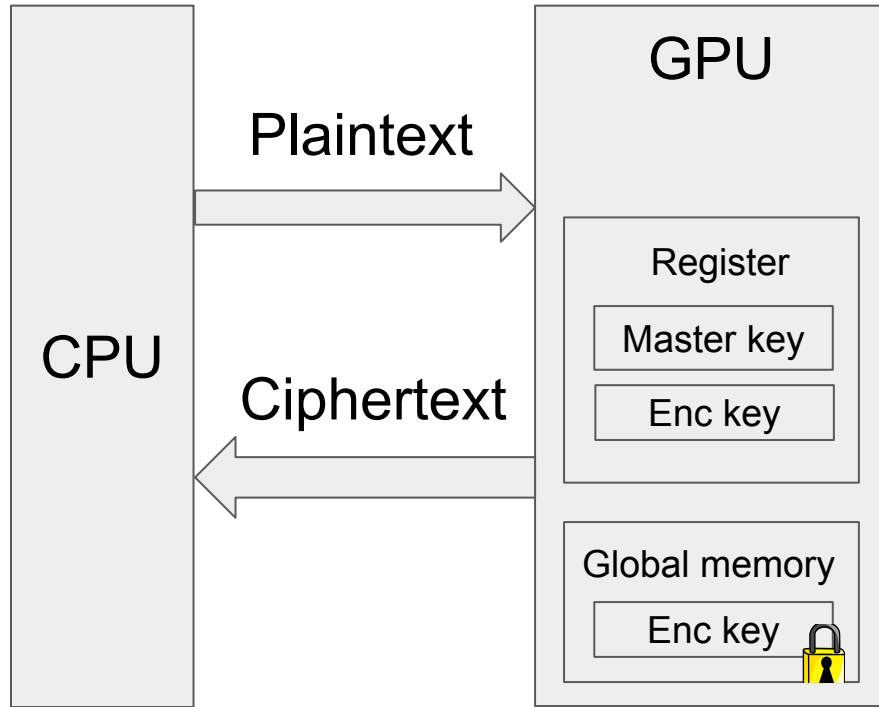 CPU
Plaintext
Ciphertext
GPU
Register
Master key
Enc key
Global memory
Enc key